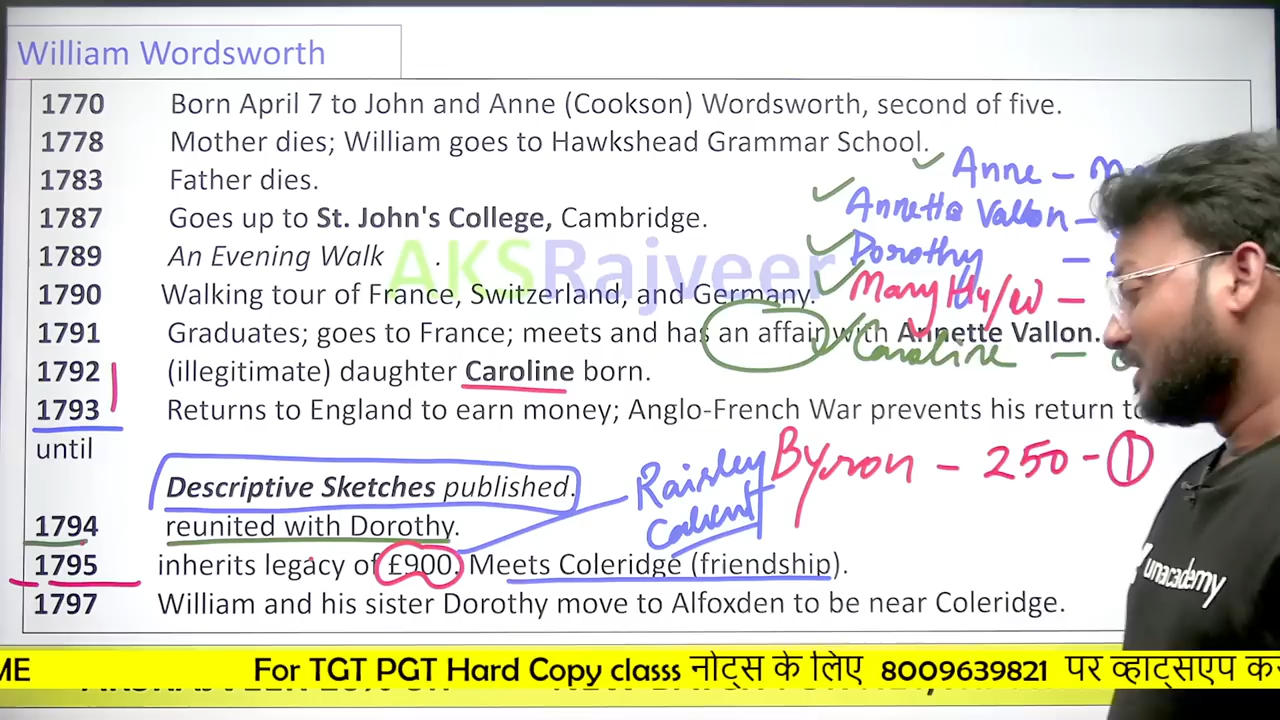 William Wordsworth
1770 Born April 7 to John and Anne (Cookson) Wordsworth, second of five.
1778 Mother dies; William goes to Hawkshead Grammar School.
Anne –
1783 Father dies.
Annette Vallon –
1787 Goes up to St. John's College, Cambridge.
Dorothy –
1789 An Evening Walk .
AKSRajveer
1790 Walking tour of France, Switzerland, and Germany.
Mary Hu/W –
1791 Graduates; goes to France; meets and has an affair with Annette Vallon.
Caroline –
1792 (illegitimate) daughter Caroline born.
1793 Returns to England to earn money; Anglo-French War prevents his return to
until
Byron – 250 – 1
Raisley
Calvert
Descriptive Sketches published.
1794 reunited with Dorothy.
1795 inherits legacy of £900. Meets Coleridge (friendship).
unacademy
1797 William and his sister Dorothy move to Alfoxden to be near Coleridge.
ME For TGT PGT Hard Copy classs नोट्स के लिए 8009639821 पर व्हाट्सएप